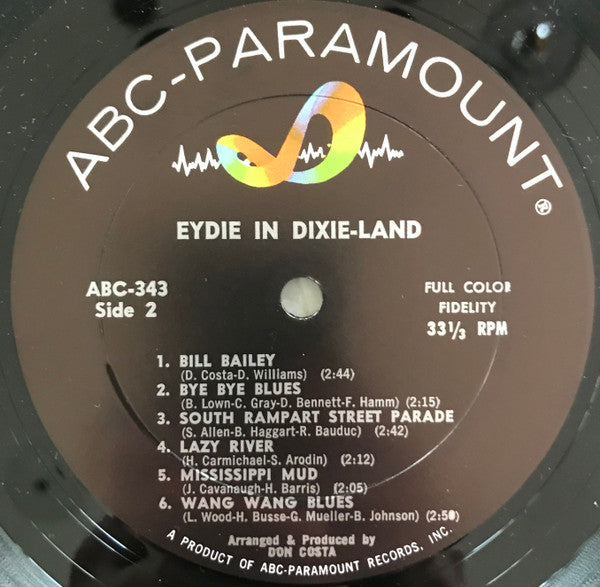 ABC-PARAMOUNT®
EYDIE IN DIXIE-LAND
ABC-343
Side 2
FULL COLOR
FIDELITY
33⅓ RPM
1. BILL BAILEY
(D. Costa-D. Williams) (2:44)
2. BYE BYE BLUES
(B. Lown-C. Gray-D. Bennett-F. Hamm) (2:15)
3. SOUTH RAMPART STREET PARADE
(S. Allen-B. Haggart-R. Bauduc) (2:42)
4. LAZY RIVER
(H. Carmichael-S. Arodin) (2:12)
5. MISSISSIPPI MUD
(J. Cavanaugh-H. Barris) (2:05)
6. WANG WANG BLUES
(L. Wood-H. Busse-G. Mueller-B. Johnson) (2:50)
Arranged & Produced by
DON COSTA
A PRODUCT OF ABC-PARAMOUNT RECORDS, INC.